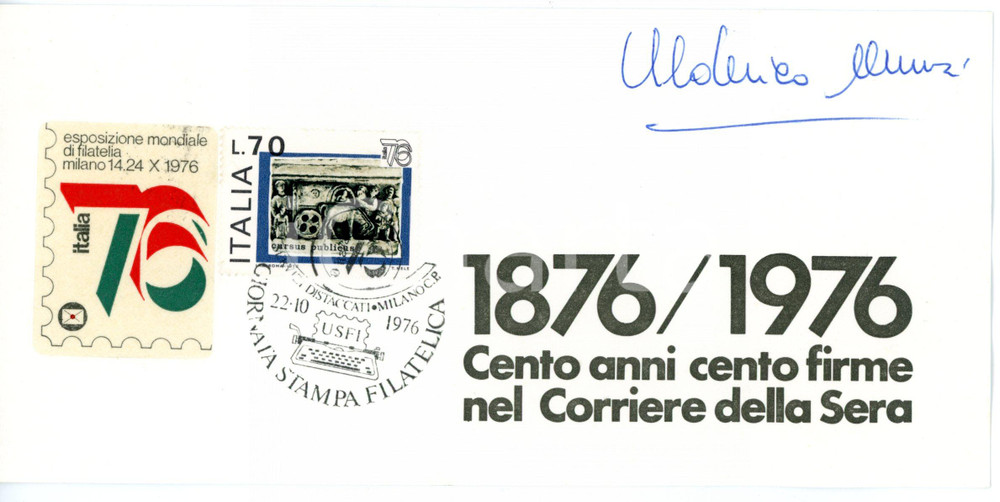 esposizione mondiale
di filatelia
milano 14.24 X 1976
italia
76
L.70
ITALIA
76
cursus publicus
DISTACCATI • MILANO C.P.
22-10
1976
USFI
GIORNATA STAMPA FILATELICA
1876/1976
Cento anni cento firme
nel Corriere della Sera